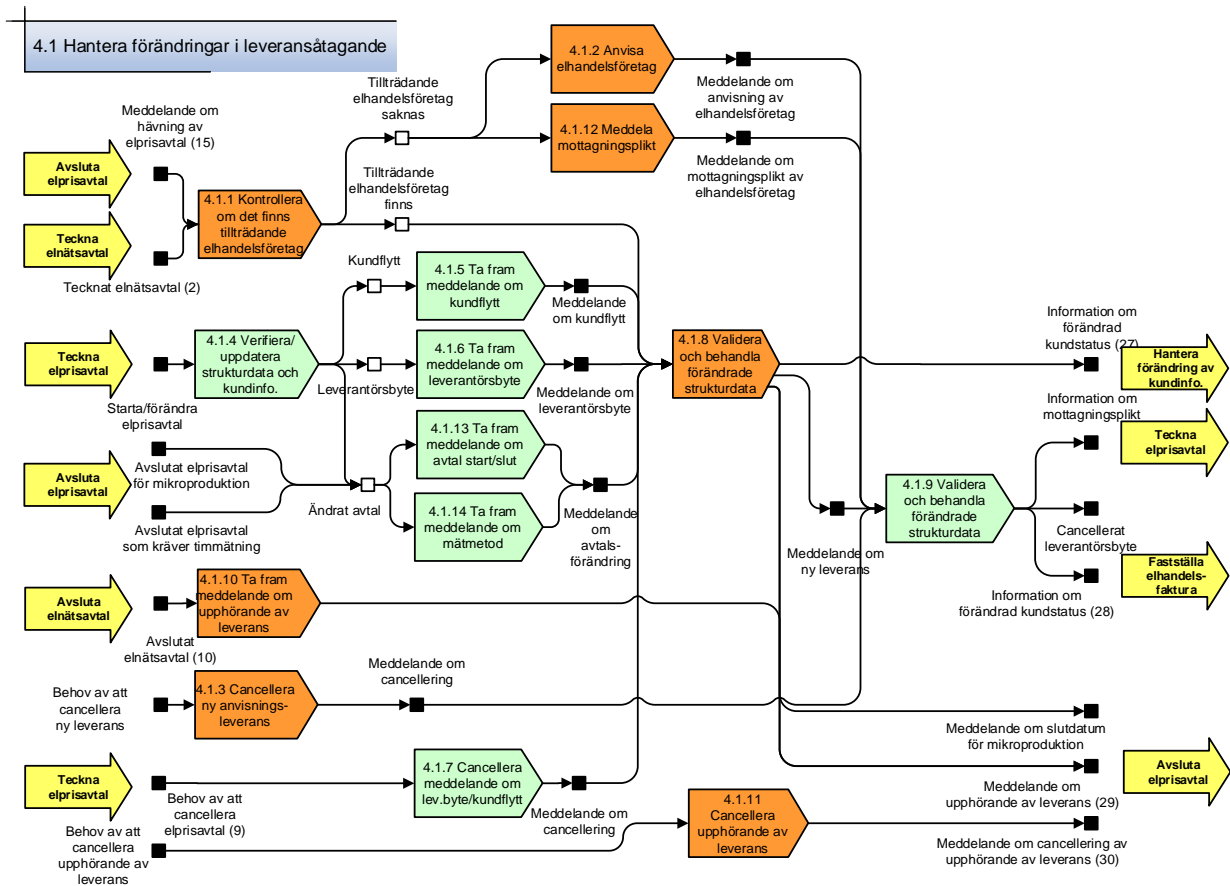 4.1 Hantera förändringar i leveransåtagande
Meddelande om
hävning av
elprisavtal (15)
Avsluta
elprisavtal
Teckna
elnätsavtal
Tecknat elnätsavtal (2)
4.1.1 Kontrollera
om det finns
tillträdande
elhandelsföretag
Tillträdande
elhandelsföretag
saknas
Tillträdande
elhandelsföretag
finns
4.1.2 Anvisa
elhandelsföretag
Meddelande om
anvisning av
elhandelsföretag
4.1.12 Meddela
mottagningsplikt
Meddelande om
mottagningsplikt av
elhandelsföretag
Kundflytt
4.1.5 Ta fram
meddelande om
kundflytt
Meddelande
om kundflytt
Teckna
elprisavtal
Starta/förändra
elprisavtal
4.1.4 Verifiera/
uppdatera
strukturdata och
kundinfo.
Leverantörsbyte
4.1.6 Ta fram
meddelande om
leverantörsbyte
Meddelande om
leverantörsbyte
4.1.8 Validera
och behandla
förändrade
strukturdata
Information om
förändrad
kundstatus (27)
Hantera
förändring av
kundinfo.
Avsluta
elprisavtal
Avslutat elprisavtal
för mikroproduktion
Avslutat elprisavtal
som kräver timmätning
Ändrat avtal
4.1.13 Ta fram
meddelande om
avtal start/slut
4.1.14 Ta fram
meddelande om
mätmetod
Meddelande
om
avtals-
förändring
Meddelande om
ny leverans
4.1.9 Validera
och behandla
förändrade
strukturdata
Information om
mottagningsplikt
Teckna
elprisavtal
Cancellerat
leverantörsbyte
Information om
förändrad kundstatus (28)
Fastställa
elhandels-
faktura
Avsluta
elnätsavtal
Avslutat
elnätsavtal (10)
4.1.10 Ta fram
meddelande om
upphörande av
leverans
Behov av att
cancellera
ny leverans
4.1.3 Cancellera
ny anvisnings-
leverans
Meddelande om
cancellering
Meddelande om slutdatum
för mikroproduktion
Teckna
elprisavtal
Behov av att
cancellera
elprisavtal (9)
4.1.7 Cancellera
meddelande om
lev.byte/kundflytt
Meddelande om
cancellering
Meddelande om
upphörande av leverans (29)
Avsluta
elprisavtal
Behov av att
cancellera
upphörande av
leverans
4.1.11
Cancellera
upphörande av
leverans
Meddelande om cancellering av
upphörande av leverans (30)